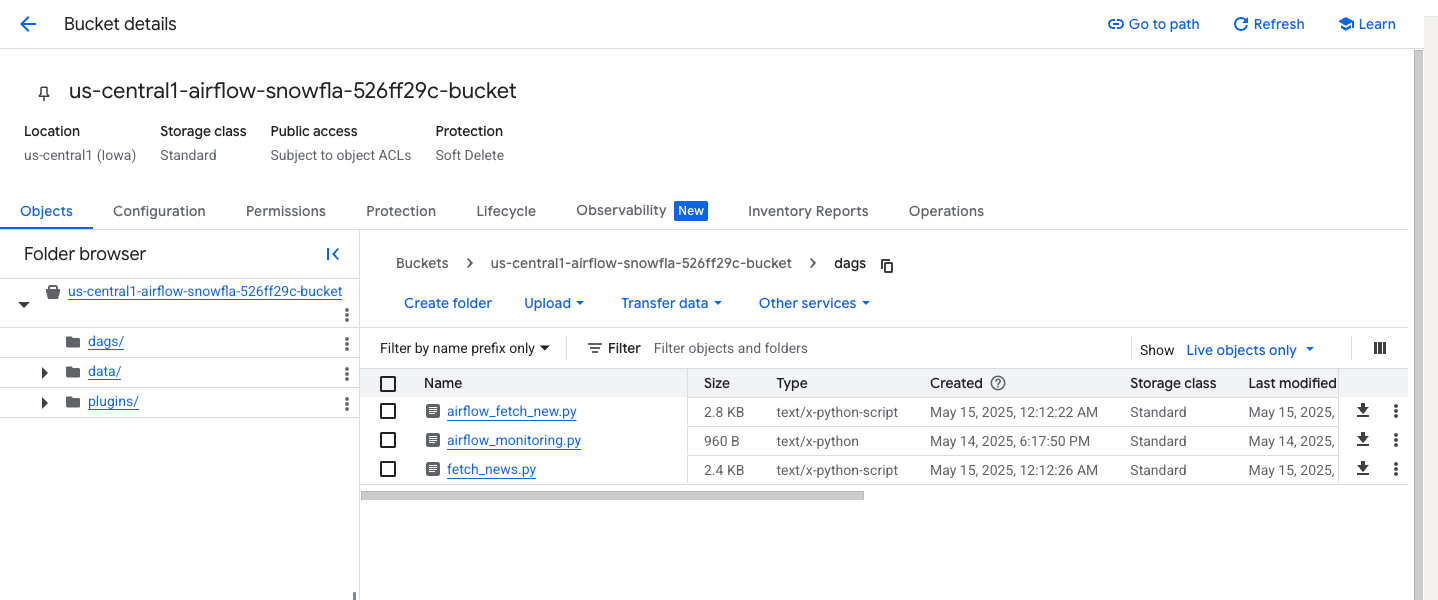 Bucket details
Go to path
Refresh
Learn
us-central1-airflow-snowfla-526ff29c-bucket
Location Storage class Public access Protection
us-central1 (Iowa) Standard Subject to object ACLs Soft Delete
Objects Configuration Permissions Protection Lifecycle Observability New Inventory Reports Operations
Folder browser
us-central1-airflow-snowfla-526ff29c-bucket
dags/
data/
plugins/
Buckets us-central1-airflow-snowfla-526ff29c-bucket dags
Create folder Upload Transfer data Other services
Filter by name prefix only Filter Filter objects and folders Show Live objects only
Name Size Type Created Storage class Last modified
airflow_fetch_new.py 2.8 KB text/x-python-script May 15, 2025, 12:12:22 AM Standard May 15, 2025,
airflow_monitoring.py 960 B text/x-python May 14, 2025, 6:17:50 PM Standard May 14, 2025,
fetch_news.py 2.4 KB text/x-python-script May 15, 2025, 12:12:26 AM Standard May 15, 2025,